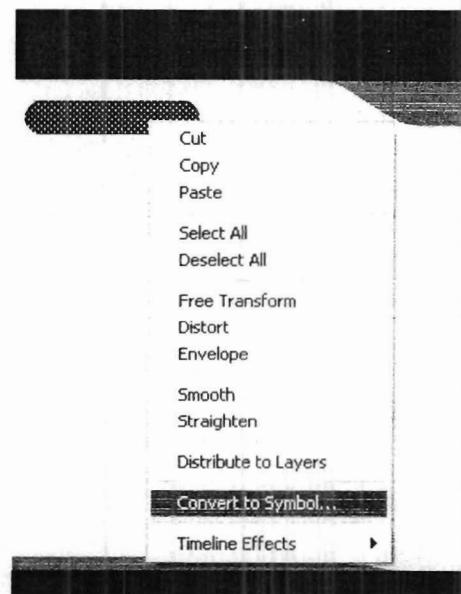 Cut
Copy
Paste
Select All
Deselect All
Free Transform
Distort
Envelope
Smooth
Straighten
Distribute to Layers
Convert to Symbol...
Timeline Effects